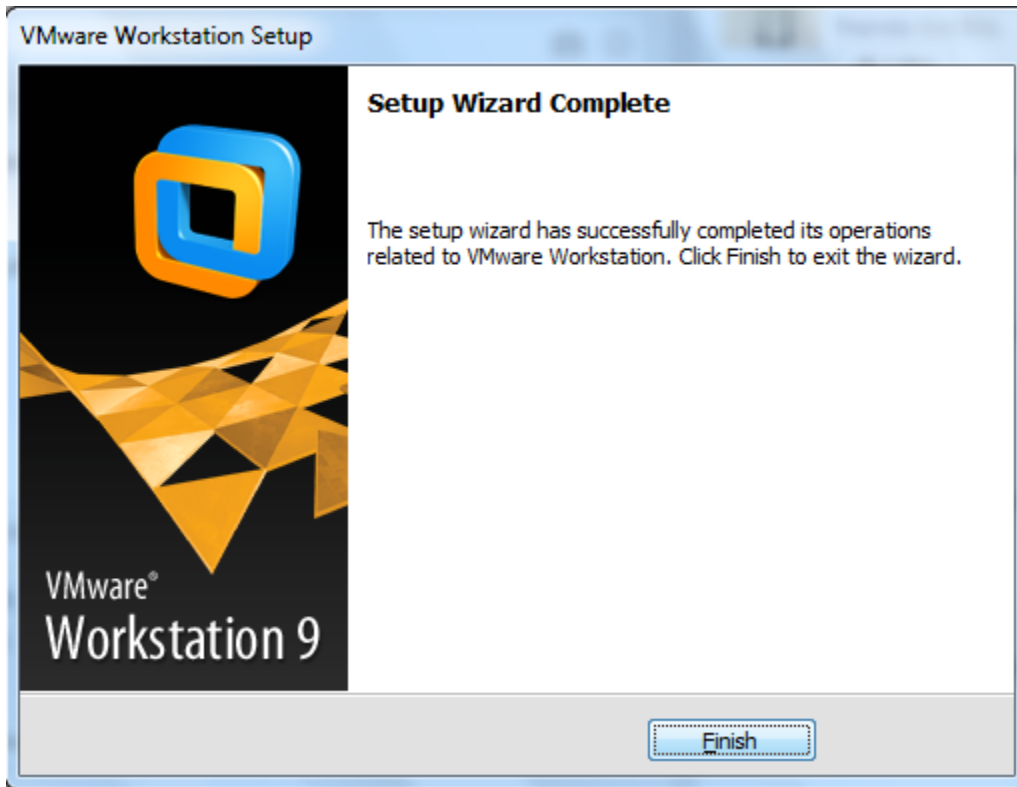 VMware Workstation Setup
Setup Wizard Complete
The setup wizard has successfully completed its operations
related to VMware Workstation. Click Finish to exit the wizard.
VMware®
Workstation 9
Finish